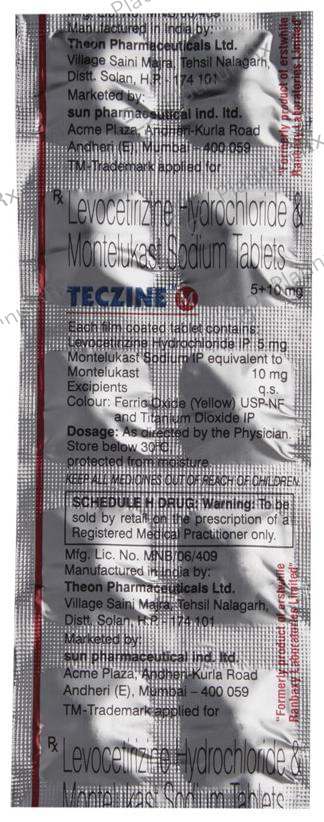 Manufactured in India by:
Theon Pharmaceuticals Ltd.
Village Saini Majra, Tehsil Nalagarh,
Distt. Solan, H.P - 174 101
Marketed by:
sun pharmaceutical ind. ltd.
Acme Plaza, Andheri-Kurla Road
Andheri (E), Mumbai – 400 059
TM-Trademark applied for
"Formerly product of erstwhile
Ranbaxy Laboratories Limited"
Rx
Levocetirizine Hydrochloride &
Montelukast Sodium Tablets
TECZINE M
5+10 mg
Each film coated tablet contains:
Levocetirizine Hydrochloride IP 5 mg
Montelukast Sodium IP equivalent to
Montelukast 10 mg
Excipients q.s.
Colour: Ferric Oxide (Yellow) USP-NF
and Titanium Dioxide IP
Dosage: As directed by the Physician.
Store below 30°C,
protected from moisture.
KEEP ALL MEDICINES OUT OF REACH OF CHILDREN.
SCHEDULE H DRUG: Warning: To be
sold by retail on the prescription of a
Registered Medical Practitioner only.
Mfg. Lic. No. MNB/06/409
Manufactured in India by:
Theon Pharmaceuticals Ltd.
Village Saini Majra, Tehsil Nalagarh,
Distt. Solan, H.P - 174 101
Marketed by:
sun pharmaceutical ind. ltd.
Acme Plaza, Andheri-Kurla Road
Andheri (E), Mumbai – 400 059
TM-Trademark applied for
"Formerly product of erstwhile
Ranbaxy Laboratories Limited"
Rx
Levocetirizine Hydrochloride &
Montelukast Sodium Tablets